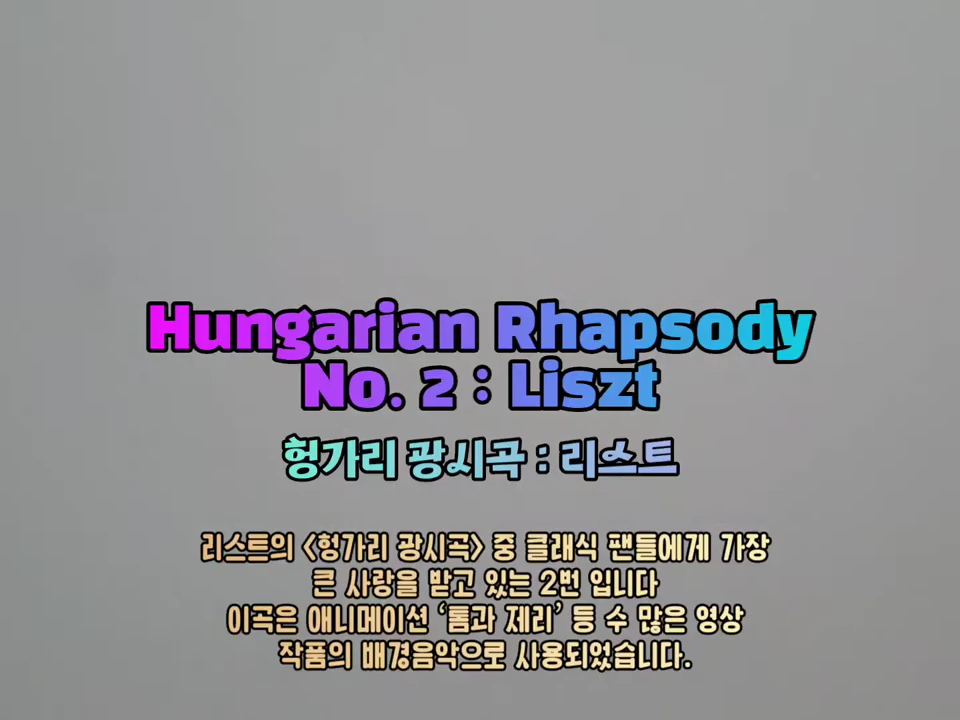 Hungarian Rhapsody
No. 2 : Liszt
헝가리 광시곡 : 리스트
리스트의 <헝가리 광시곡> 중 클래식 팬들에게 가장
큰 사랑을 받고 있는 2번 입니다
이곡은 애니메이션 ‘톰과 제리’ 등 수 많은 영상
작품의 배경음악으로 사용되었습니다.